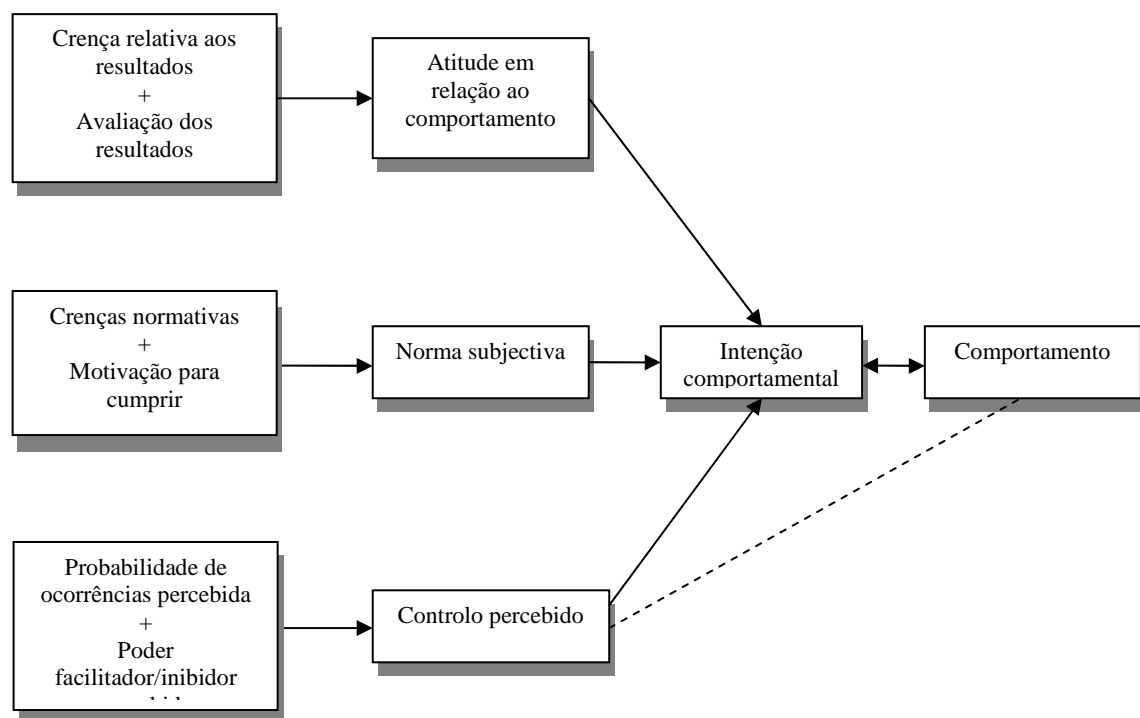 Crença relativa aos
resultados
+
Avaliação dos
resultados
Atitude em
relação ao
comportamento
Crenças normativas
+
Motivação para
cumprir
Norma subjectiva
Intenção
comportamental
Comportamento
Probabilidade de
ocorrências percebida
+
Poder
facilitador/inibidor
Controlo percebido